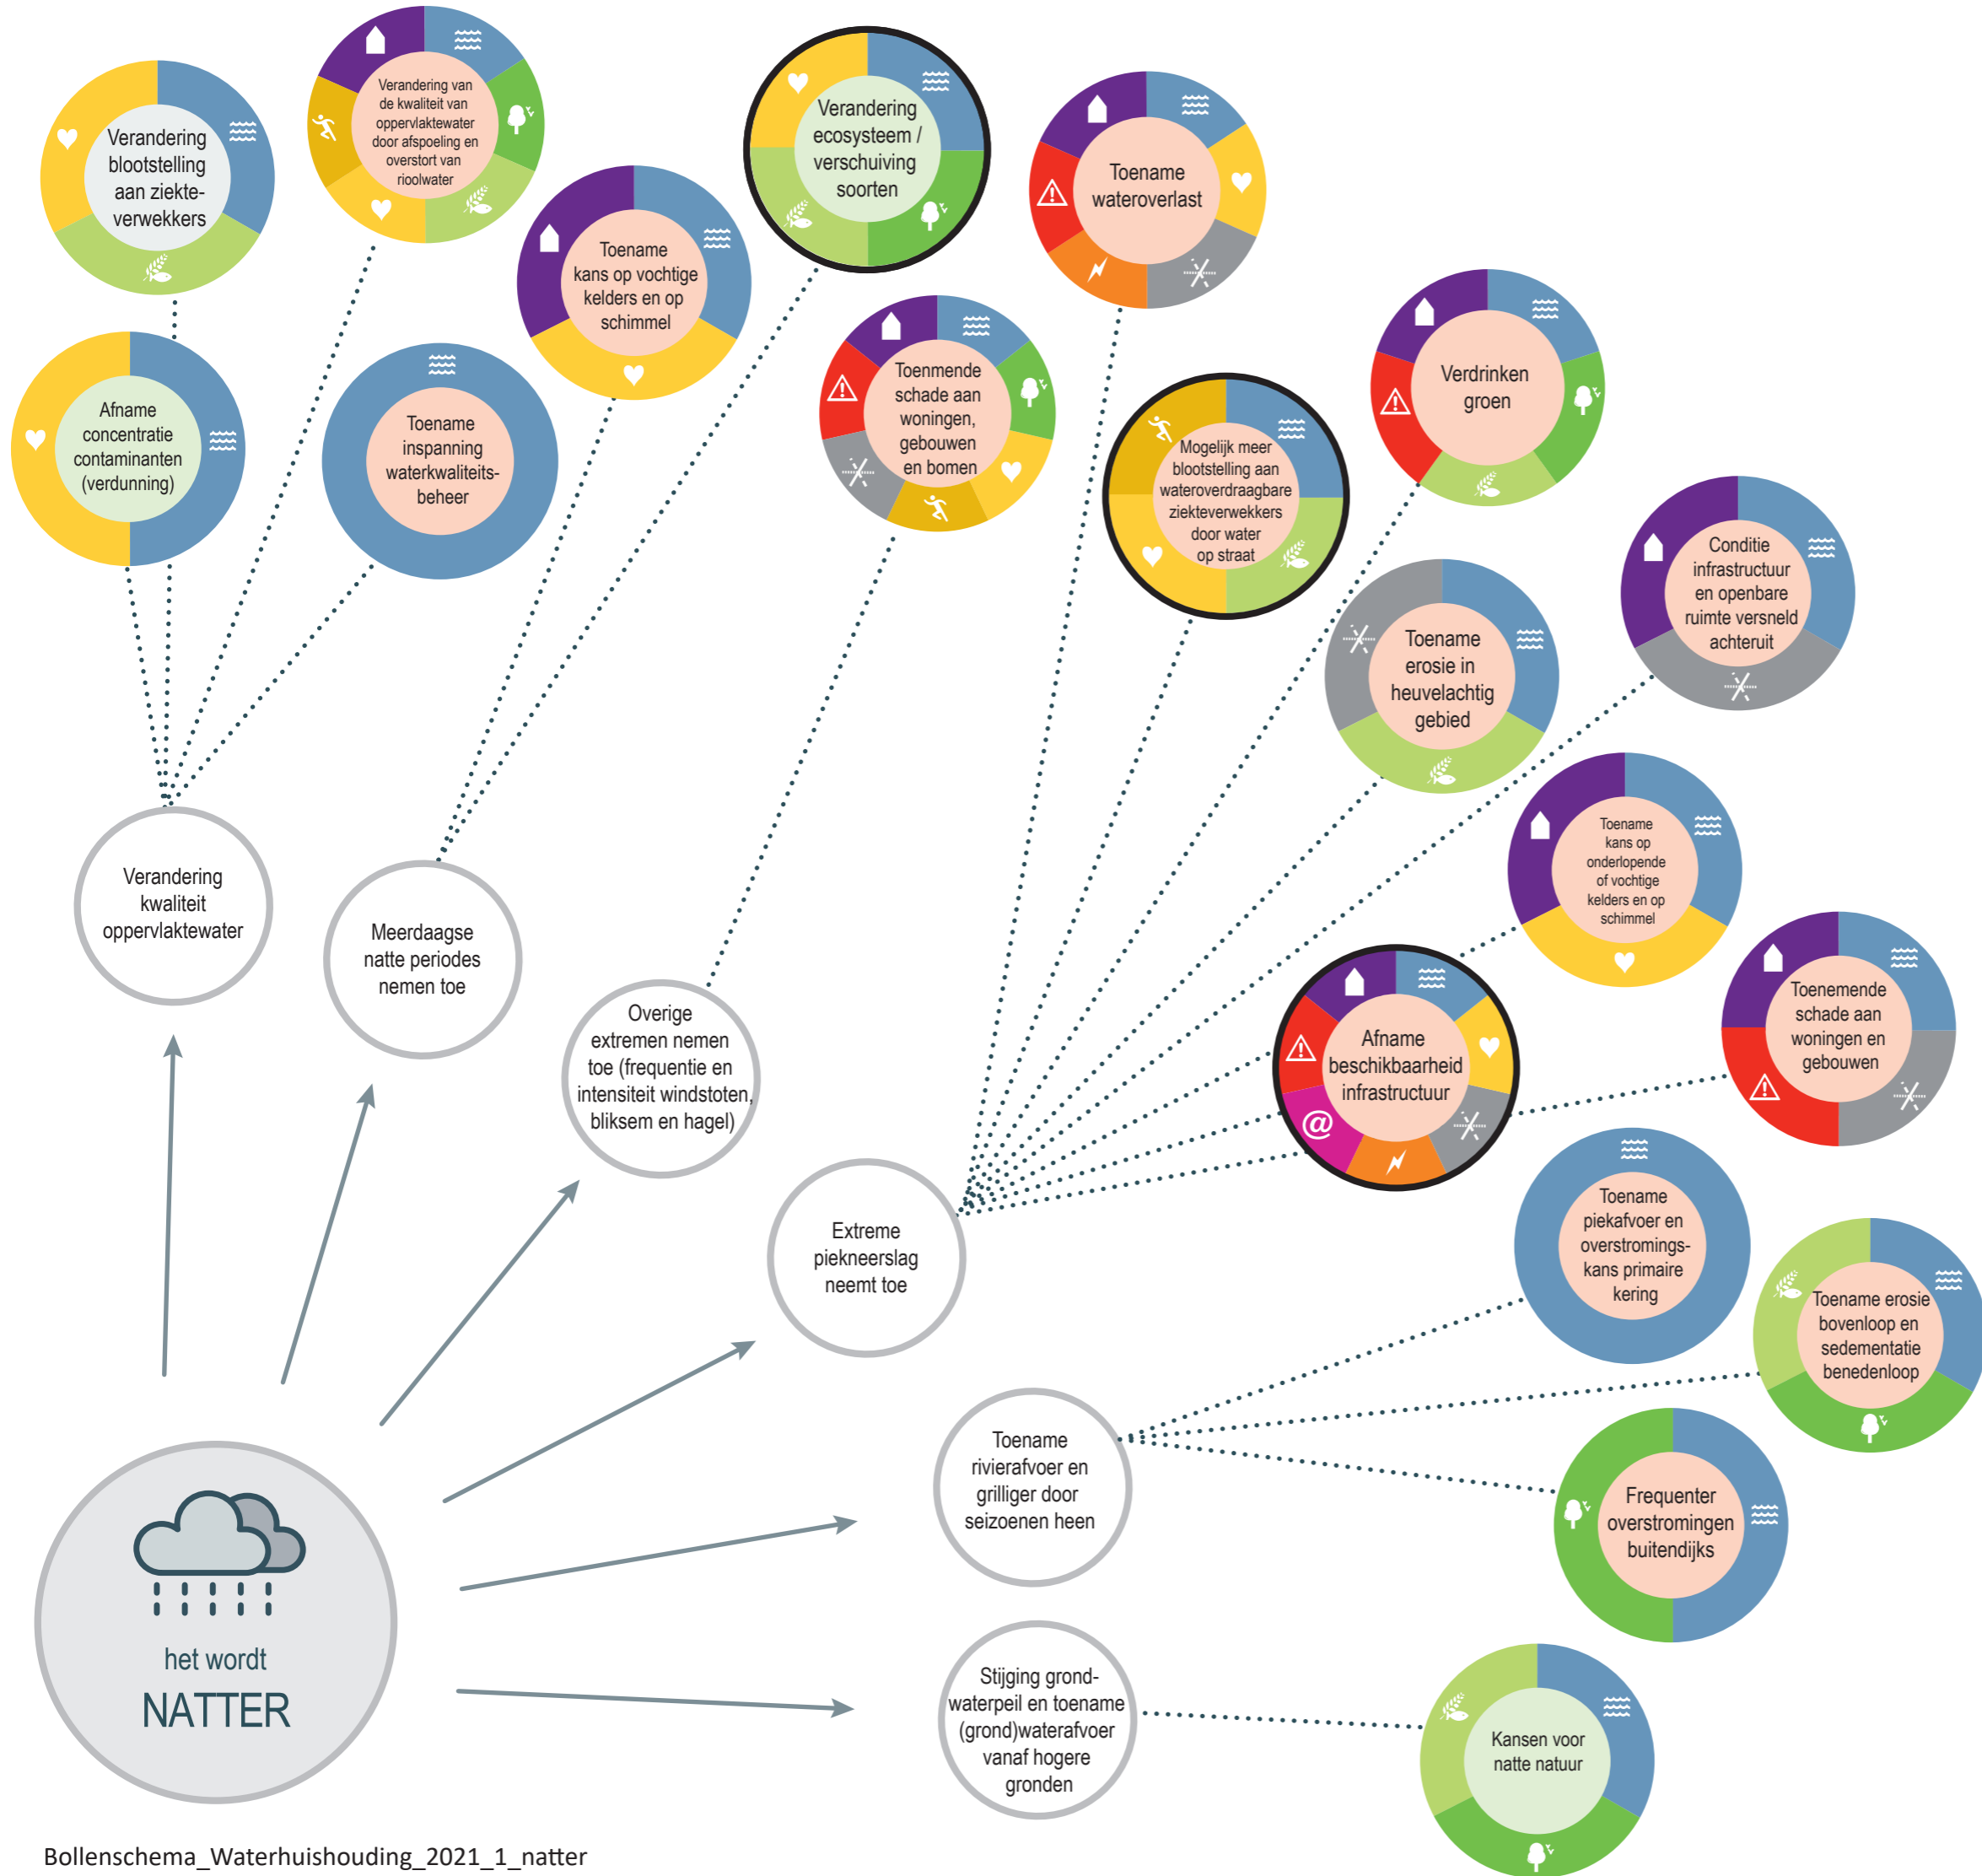 Verandering
blootstelling
aan ziekte-
verwekkers
Verandering van
de kwaliteit van
oppervlaktewater
door afspoeling en
overstort van
rioolwater
Toename
kans op vochtige
kelders en op
schimmel
Verandering
ecosysteem /
verschuiving
soorten
Toename
wateroverlast
Afname
concentratie
contaminanten
(verdunning)
Toename
inspanning
waterkwaliteits-
beheer
Toenmende
schade aan
woningen,
gebouwen
en bomen
Mogelijk meer
blootstelling aan
wateroverdraagbare
ziekteverwekkers
door water
op straat
Verdrinken
groen
Toename
erosie in
heuvelachtig
gebied
Conditie
infrastructuur
en openbare
ruimte versneld
achteruit
Toename
kans op
onderlopende
of vochtige
kelders en op
schimmel
Verandering
kwaliteit
oppervlaktewater
Meerdaagse
natte periodes
nemen toe
Overige
extremen nemen
toe (frequentie en
intensiteit windstoten,
bliksem en hagel)
Afname
beschikbaarheid
infrastructuur
@
Toenemende
schade aan
woningen en
gebouwen
Extreme
piekneerslag
neemt toe
Toename
piekafvoer en
overstromings-
kans primaire
kering
Toename erosie
bovenloop en
sedementatie
benedenloop
Toename
rivierafvoer en
grilliger door
seizoenen heen
Frequenter
overstromingen
buitendijks
het wordt
NATTER
Stijging grond-
waterpeil en toename
(grond)waterafvoer
vanaf hogere
gronden
Kansen voor
natte natuur
Bollenschema_Waterhuishouding_2021_1_natter